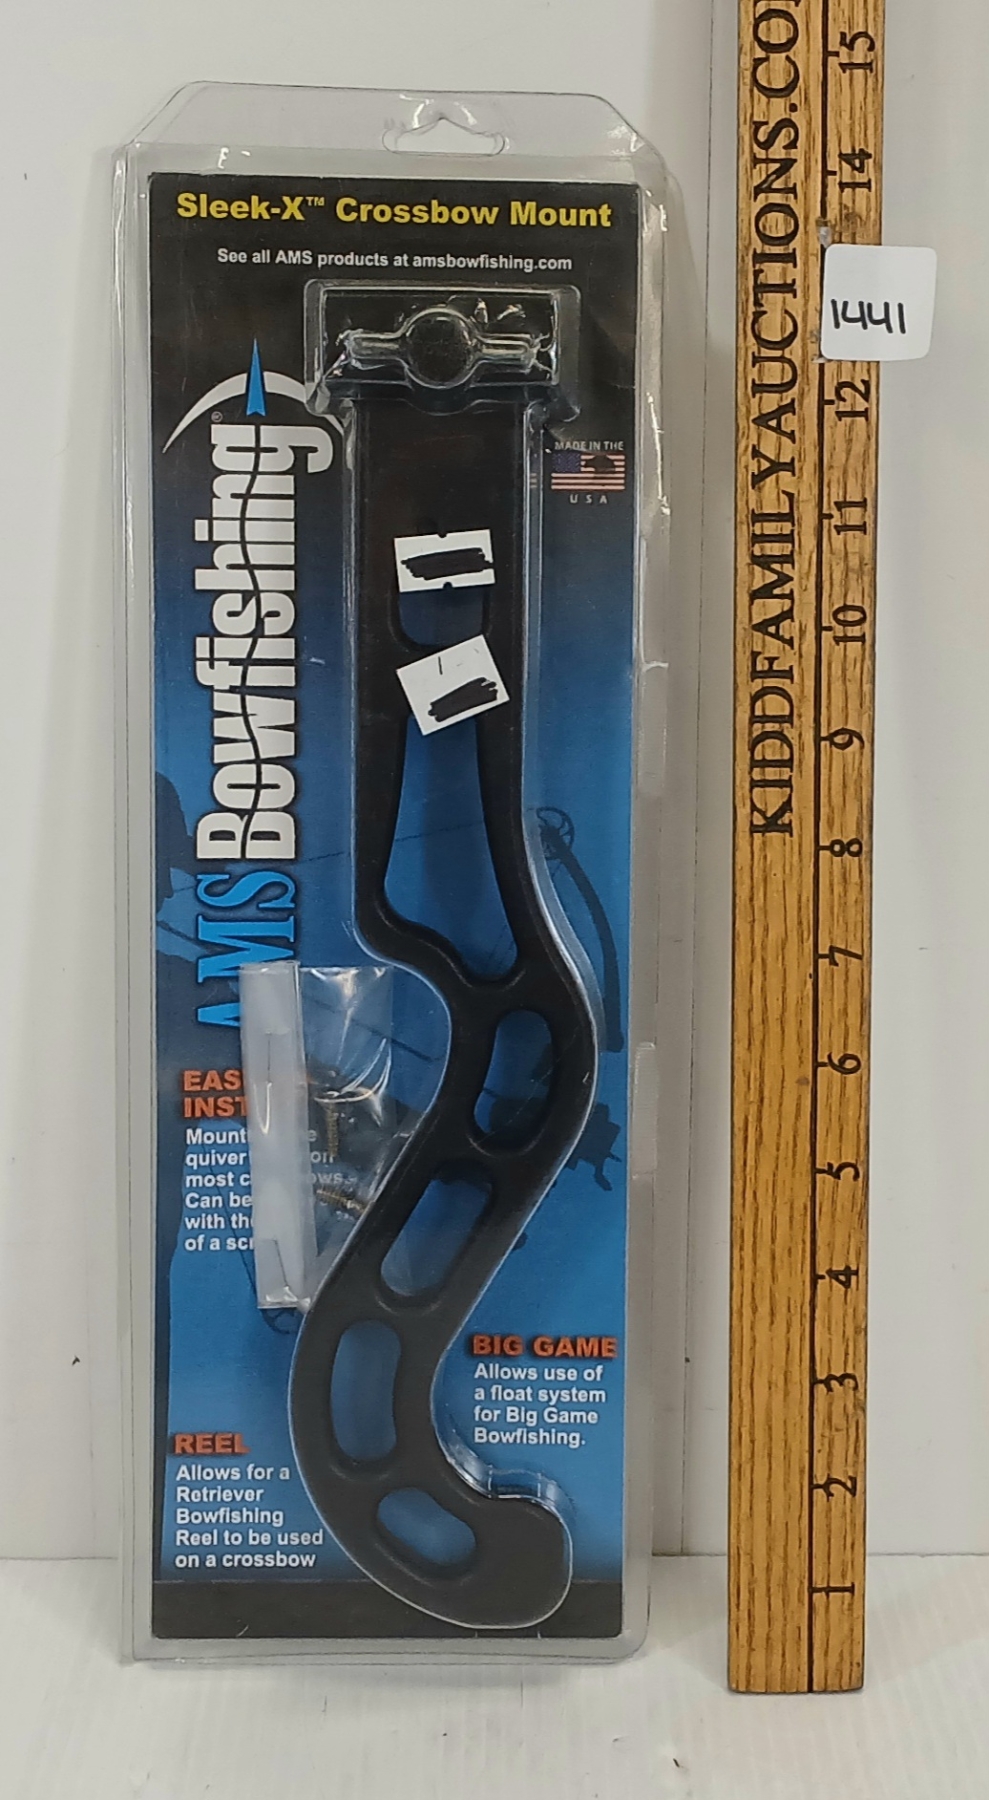 Sleek-X™ Crossbow Mount
See all AMS products at amsbowfishing.com
AMS Bowfishing®
MADE IN THE
USA
INST
Mount
quiver on
most c ows.
Can be
with the
of a scr
BIG GAME
Allows use of
a float system
for Big Game
Bowfishing.
REEL
Allows for a
Retriever
Bowfishing
Reel to be used
on a crossbow
KIDDFAMILYAUCTIONS.CO
1441
15
14
12
11
10
9
8
7
6
5
4
3
2
1